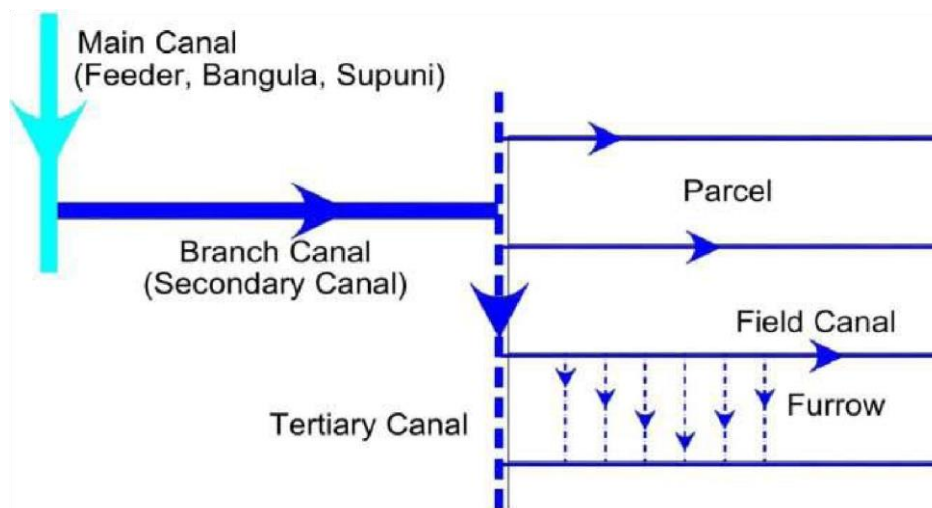 Main Canal
(Feeder, Bangula, Supuni)
Parcel
Branch Canal
(Secondary Canal)
Field Canal
Furrow
Tertiary Canal